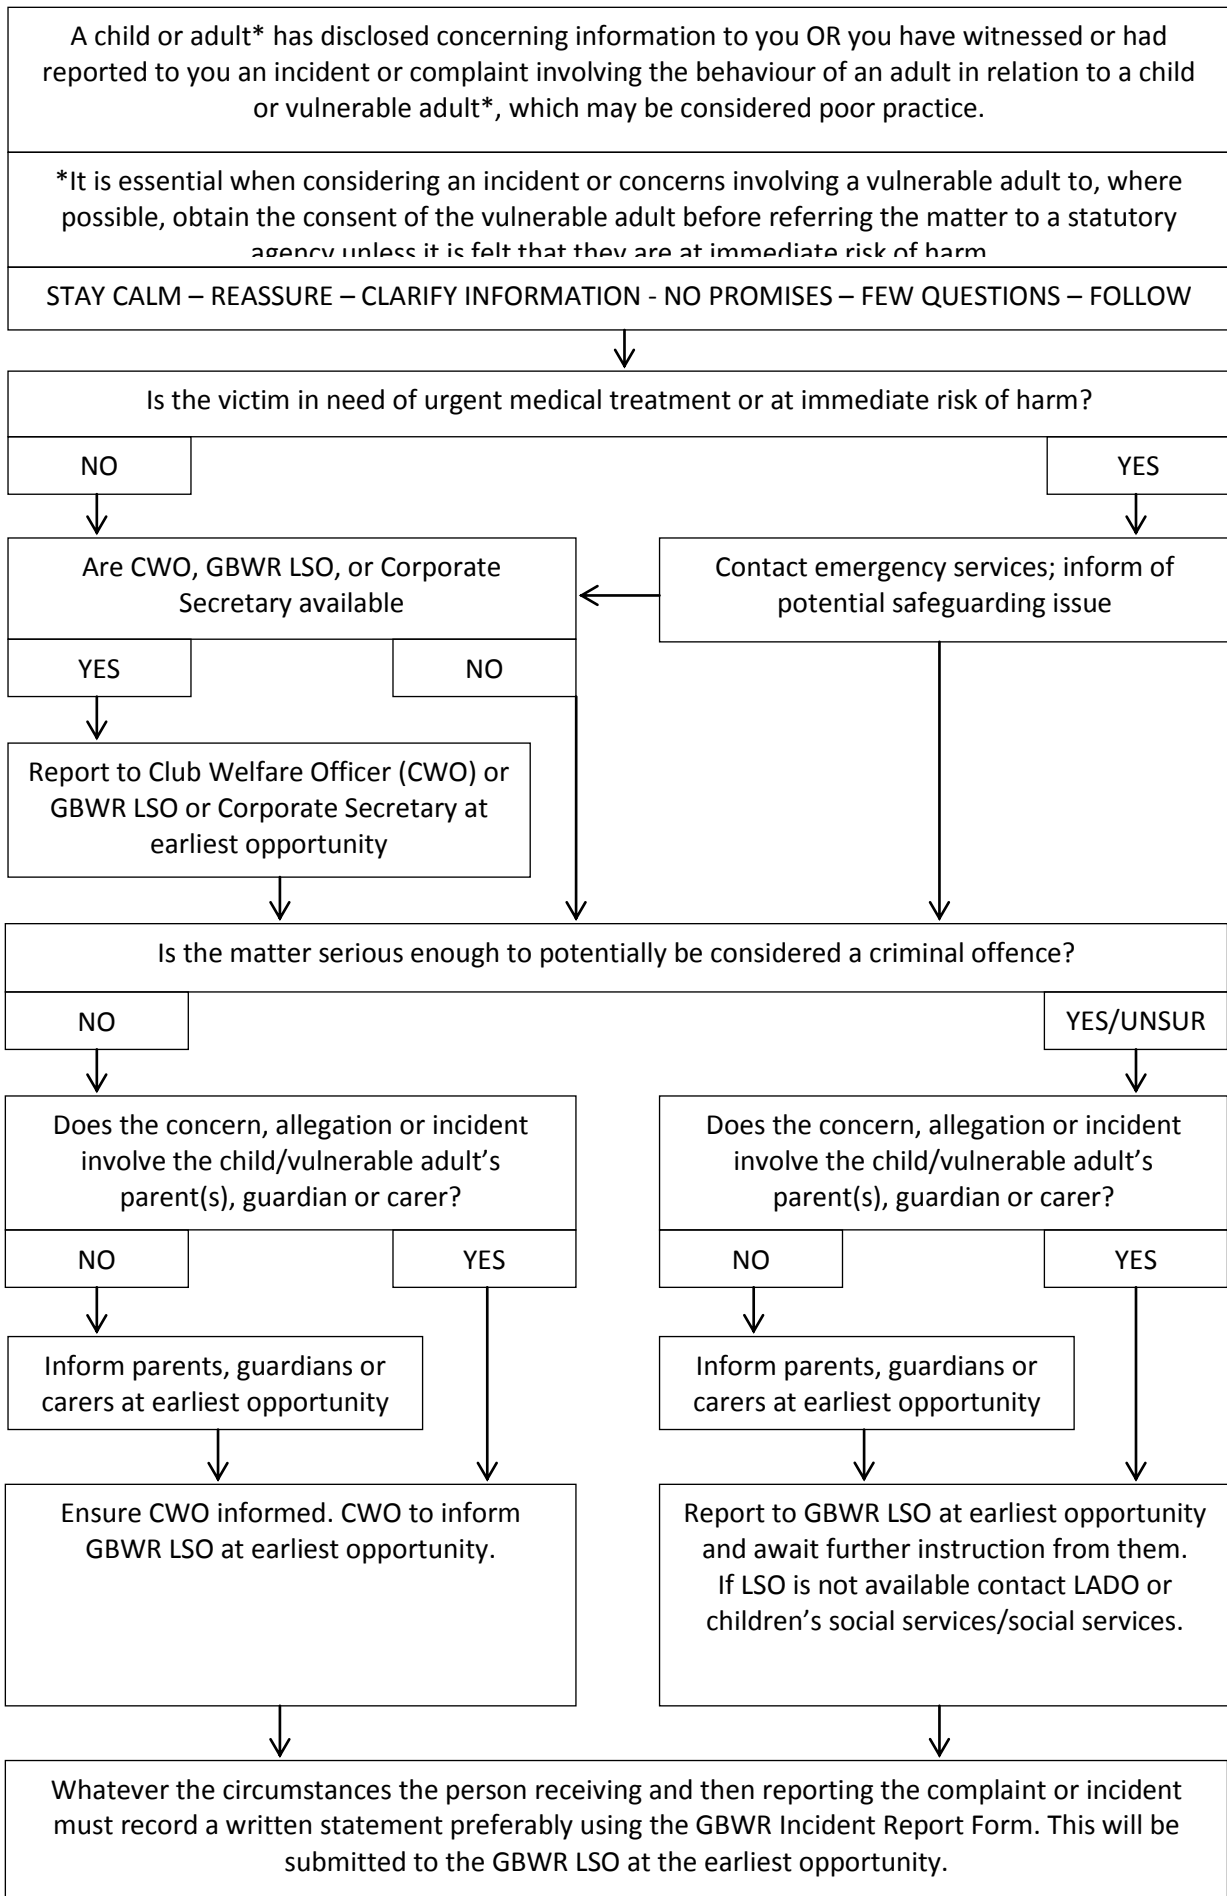 A child or adult* has disclosed concerning information to you OR you have witnessed or had
reported to you an incident or complaint involving the behaviour of an adult in relation to a child
or vulnerable adult*, which may be considered poor practice.
*It is essential when considering an incident or concerns involving a vulnerable adult to, where
possible, obtain the consent of the vulnerable adult before referring the matter to a statutory
agency unless it is felt that they are at immediate risk of harm
STAY CALM – REASSURE – CLARIFY INFORMATION - NO PROMISES – FEW QUESTIONS – FOLLOW
Is the victim in need of urgent medical treatment or at immediate risk of harm?
NO
YES
Are CWO, GBWR LSO, or Corporate
Secretary available
Contact emergency services; inform of
potential safeguarding issue
YES
NO
Report to Club Welfare Officer (CWO) or
GBWR LSO or Corporate Secretary at
earliest opportunity
Is the matter serious enough to potentially be considered a criminal offence?
NO
YES/UNSUR
Does the concern, allegation or incident
involve the child/vulnerable adult’s
parent(s), guardian or carer?
Does the concern, allegation or incident
involve the child/vulnerable adult’s
parent(s), guardian or carer?
NO
YES
NO
YES
Inform parents, guardians or
carers at earliest opportunity
Inform parents, guardians or
carers at earliest opportunity
Ensure CWO informed. CWO to inform
GBWR LSO at earliest opportunity.
Report to GBWR LSO at earliest opportunity
and await further instruction from them.
If LSO is not available contact LADO or
children’s social services/social services.
Whatever the circumstances the person receiving and then reporting the complaint or incident
must record a written statement preferably using the GBWR Incident Report Form. This will be
submitted to the GBWR LSO at the earliest opportunity.